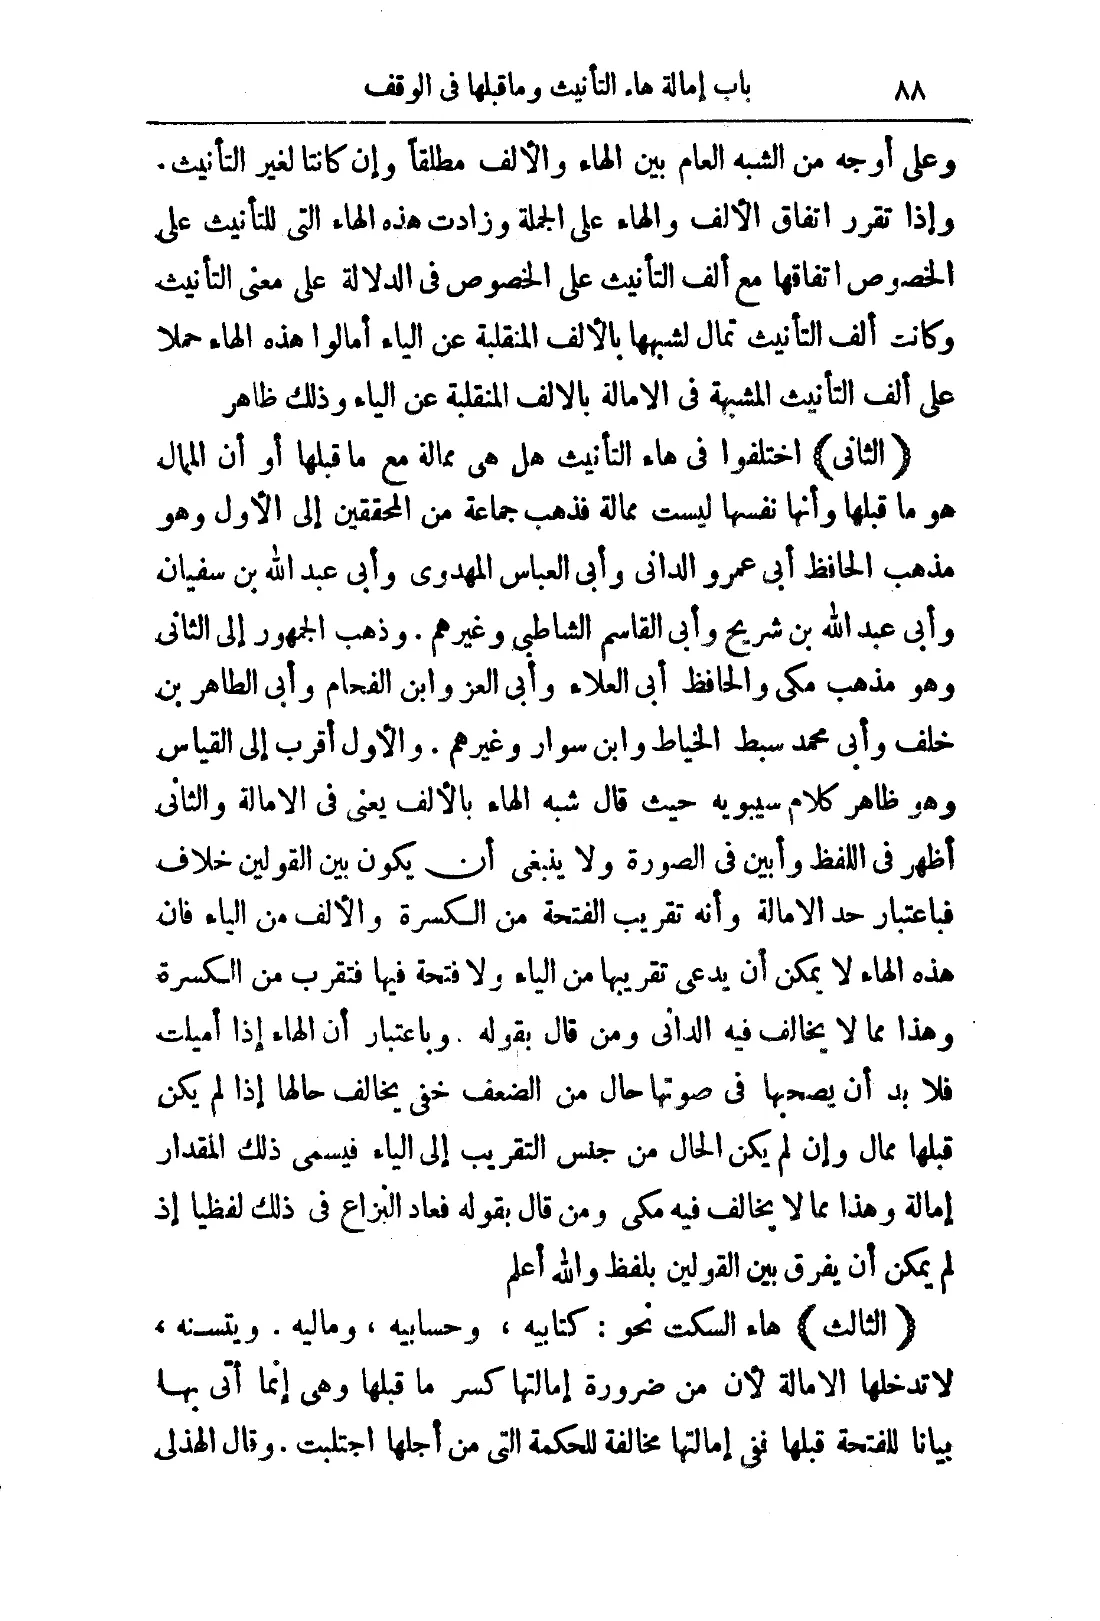 ٨٨ باب إمالة هاء التأنيث وما قبلها فى الوقف
وعلى أوجه من الشبه العام بين الهاء والألف مطلقاً وإن كانتا لغير التأنيث.
وإذا تقرر اتفاق الألف والهاء على الجملة وزادت هذه الهاء التى للتأنيث على
الخصوص اتفاقها مع ألف التأنيث على الخصوص فى الدلالة على معنى التأنيث
وكانت ألف التأنيث تمال لشبهها بالألف المنقلبة عن الياء أمالوا هذه الهاء حملا
على ألف التأنيث المشبهة فى الامالة بالالف المنقلبة عن الياء وذلك ظاهر
﴿الثانى﴾ اختلفوا فى هاء التأنيث هل هى ممالة مع ما قبلها أو أن الممال
هو ما قبلها وأنها نفسها ليست ممالة فذهب جماعة من المحققين إلى الأول وهو
مذهب الحافظ أبى عمرو الدانى وأبى العباس المهدوى وأبى عبد الله بن سفيان
وأبى عبد الله بن شريح وأبى القاسم الشاطبى وغيرهم. وذهب الجمهور إلى الثانى
وهو مذهب مكى والحافظ أبى العلاء وأبى العز وابن الفحام وأبى الطاهر بن
خلف وأبى محمد سبط الخياط وابن سوار وغيرهم. والأول أقرب إلى القياس
وهو ظاهر كلام سيبويه حيث قال شبه الهاء بالألف يعنى فى الامالة والثانى
أظهر فى اللفظ وأبين فى الصورة ولا ينبغى أن يكون بين القولين خلاف
فباعتبار حد الامالة وأنه تقريب الفتحة من الكسرة والألف من الياء فان
هذه الهاء لا يمكن أن يدعى تقريبها من الياء ولا فتحة فيها فتقرب من الكسرة
وهذا مما لا يخالف فيه الدانى ومن قال بقوله. وباعتبار أن الهاء إذا أميلت
فلا بد أن يصحبها فى صوتها حال من الضعف خفى يخالف حالها إذا لم يكن
قبلها ممال وإن لم يكن الحال من جنس التقريب إلى الياء فيسمى ذلك المقدار
إمالة وهذا مما لا يخالف فيه مكى ومن قال بقوله فعاد النزاع فى ذلك لفظيا إذ
لم يمكن أن يفرق بين القولين بلفظ والله أعلم
﴿الثالث﴾ هاء السكت نحو: كتابيه، وحسابيه، وماليه. ويتسنه،
لا تدخلها الامالة لأن من ضرورة إمالتها كسر ما قبلها وهى إنما أتى بها
بيانا للفتحة قبلها ففى إمالتها مخالفة للحكمة التى من أجلها اجتلبت. وقال الهذلى